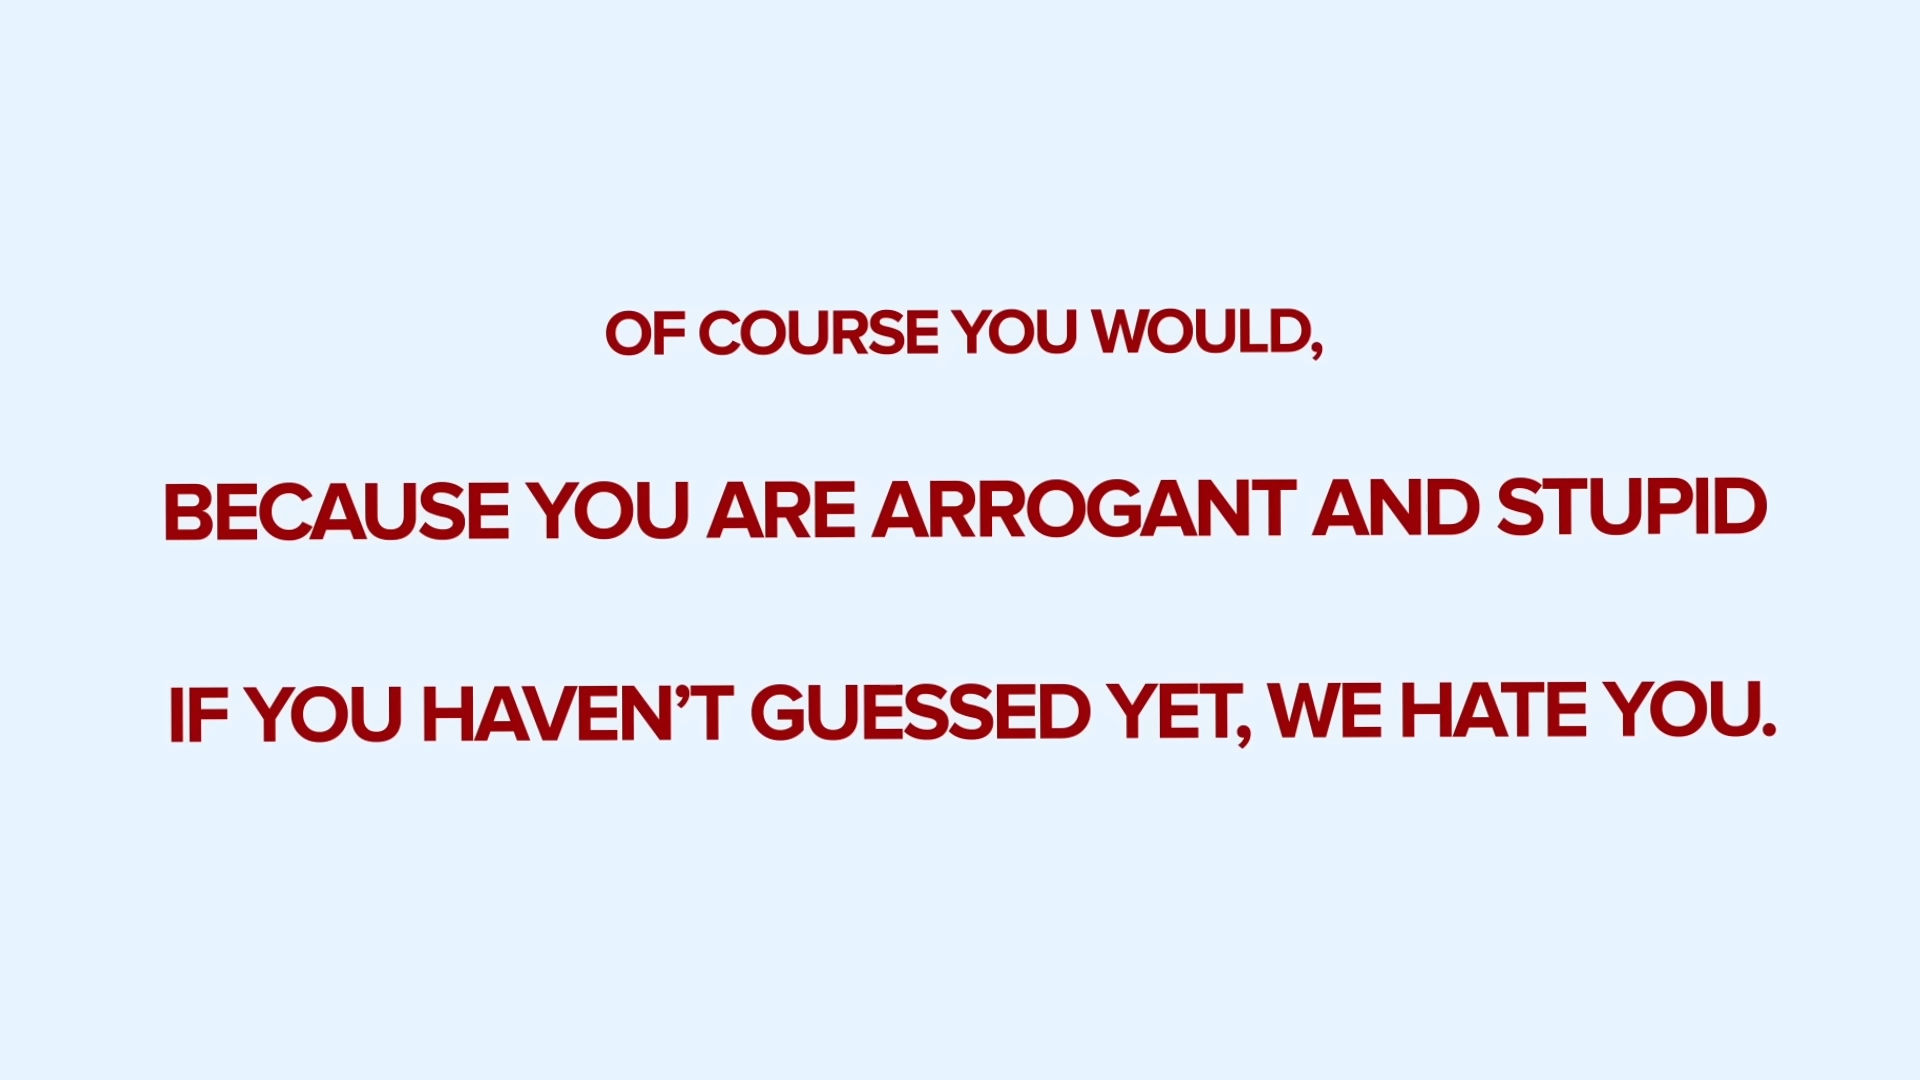 OF COURSE YOU WOULD,
BECAUSE YOU ARE ARROGANT AND STUPID
IF YOU HAVEN’T GUESSED YET, WE HATE YOU.